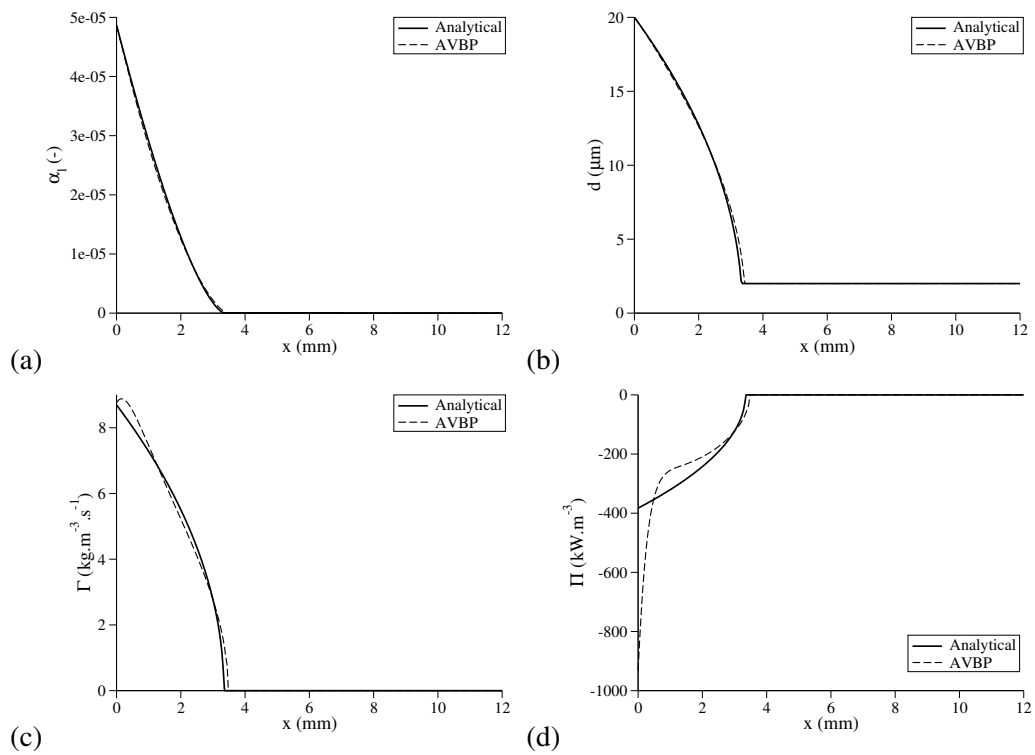 5e-05
4e-05
3e-05
2e-05
1e-05
0
α_l (-)
0 2 4 6 8 10 12
x (mm)
Analytical
AVBP
(a)
20
15
10
5
0
d (μm)
0 2 4 6 8 10 12
x (mm)
Analytical
AVBP
(b)
8
6
4
2
0
Γ (kg.m⁻³.s⁻¹)
0 2 4 6 8 10 12
x (mm)
Analytical
AVBP
(c)
0
-200
-400
-600
-800
-1000
Π (kW.m⁻³)
0 2 4 6 8 10 12
x (mm)
Analytical
AVBP
(d)